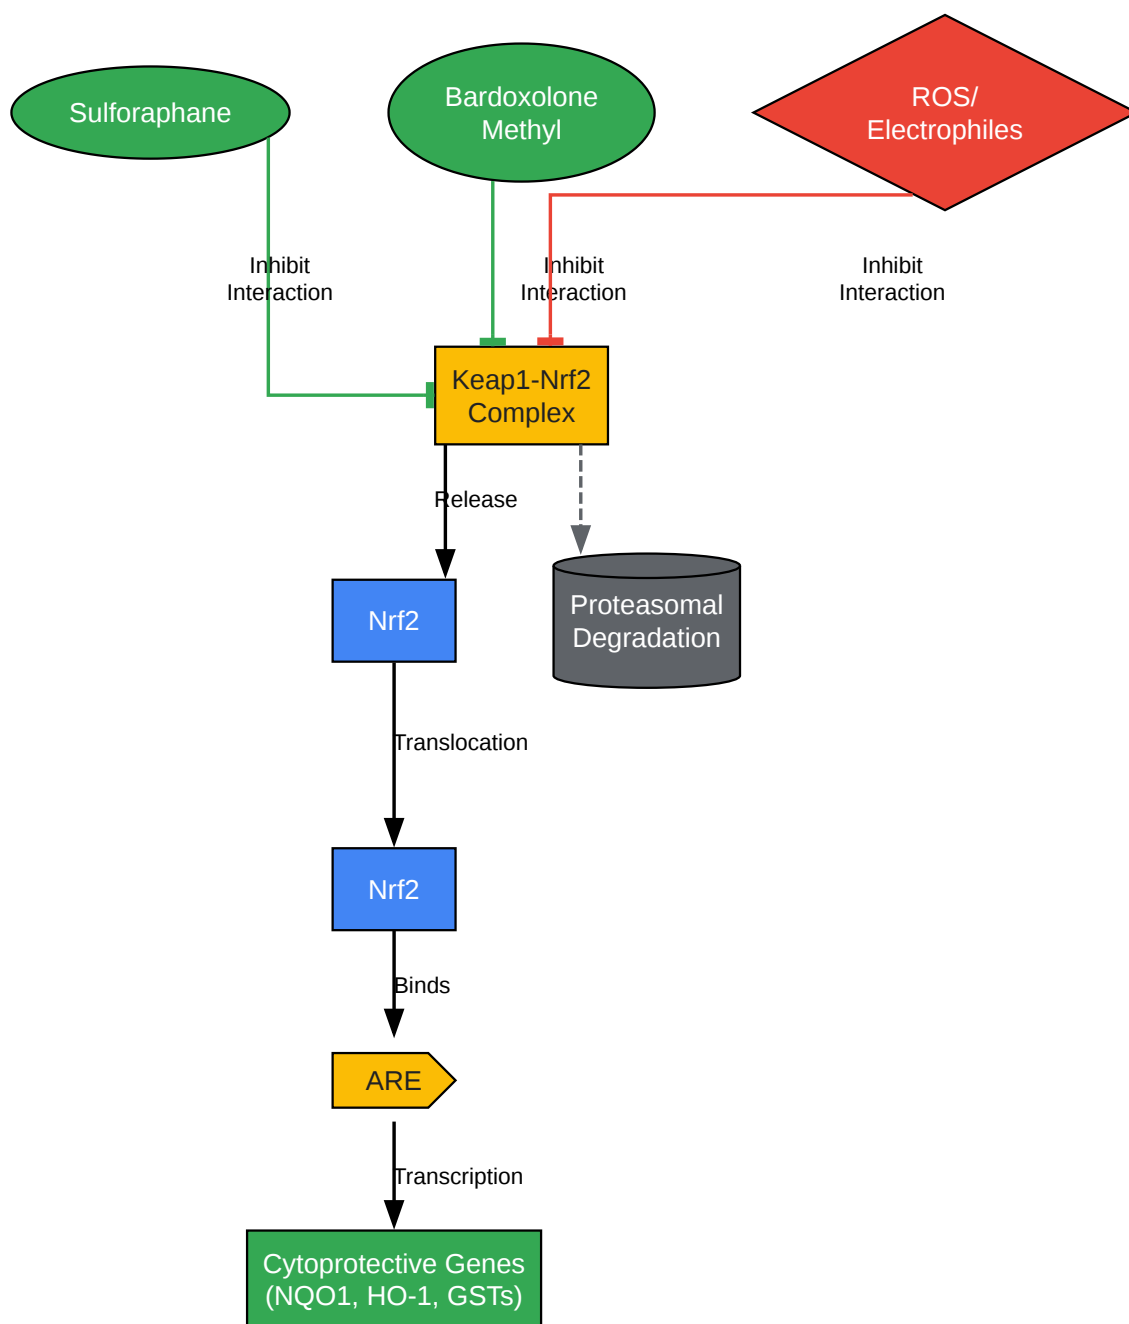 Sulforaphane
Bardoxolone
Methyl
ROS/
Electrophiles
Inhibit
Interaction
Inhibit
Interaction
Inhibit
Interaction
Keap1-Nrf2
Complex
Release
Nrf2
Proteasomal
Degradation
Translocation
Nrf2
Binds
ARE
Transcription
Cytoprotective Genes
(NQO1, HO-1, GSTs)